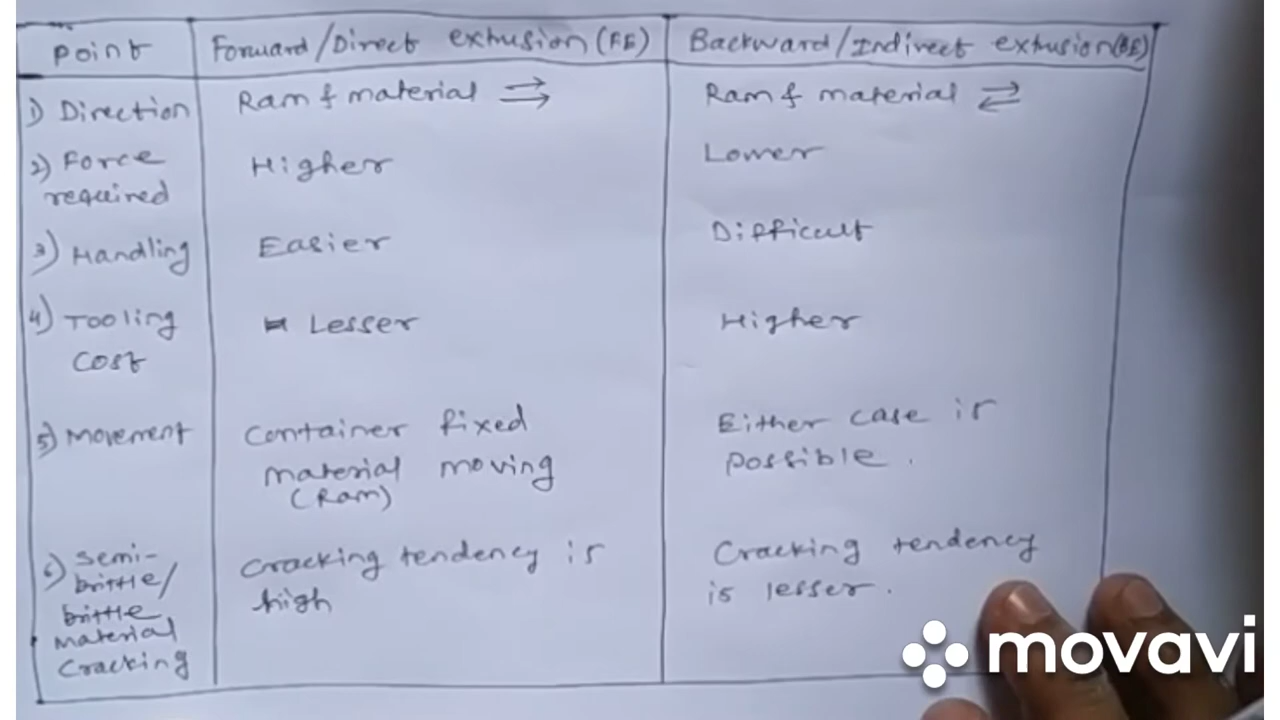 Point
Forward/Direct extrusion (FE)
Backward/Indirect extrusion (BE)
1) Direction
Ram & material ⇉
Ram & material ⇄
2) Force
required
Higher
Lower
3) Handling
Easier
Difficult
4) Tooling
cost
Lesser
Higher
5) Movement
Container fixed
material moving
(Ram)
Either case is
possible.
6) Semi-
brittle/
brittle
material
cracking
Cracking tendency is
high
Cracking tendency
is lesser.
movavi